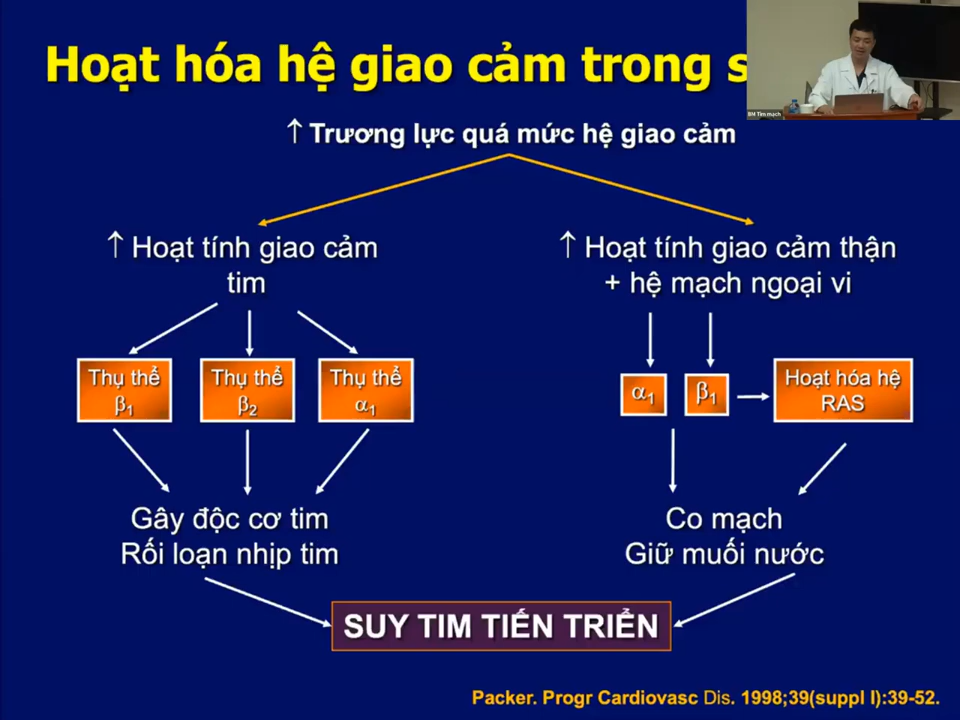 Hoạt hóa hệ giao cảm trong
BM Tim mạch
↑ Trương lực quá mức hệ giao cảm
↑ Hoạt tính giao cảm
tim
↑ Hoạt tính giao cảm thận
+ hệ mạch ngoại vi
Thụ thể
β1
Thụ thể
β2
Thụ thể
α1
α1
β1
Hoạt hóa hệ
RAS
Gây độc cơ tim
Rối loạn nhịp tim
Co mạch
Giữ muối nước
SUY TIM TIẾN TRIỂN
Packer. Progr Cardiovasc Dis. 1998;39(suppl I):39-52.